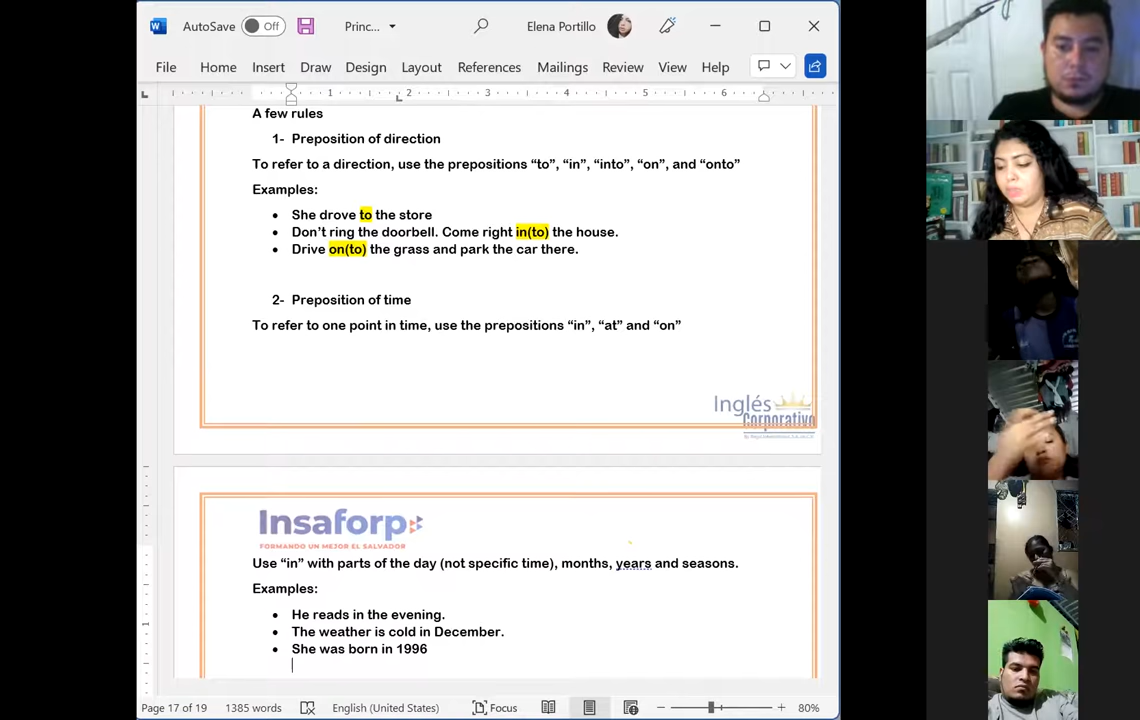 AutoSave Off Princ... Elena Portillo
File Home Insert Draw Design Layout References Mailings Review View Help
1 2 3 4 5 6
A few rules
1- Preposition of direction
To refer to a direction, use the prepositions “to”, “in”, “into”, “on”, and “onto”
Examples:
• She drove to the store
• Don’t ring the doorbell. Come right in(to) the house.
• Drive on(to) the grass and park the car there.
2- Preposition of time
To refer to one point in time, use the prepositions “in”, “at” and “on”
Inglés
Corporativo
Insaforp
FORMANDO UN MEJOR EL SALVADOR
Use “in” with parts of the day (not specific time), months, years and seasons.
Examples:
• He reads in the evening.
• The weather is cold in December.
• She was born in 1996
Page 17 of 19 1385 words English (United States) Focus 80%